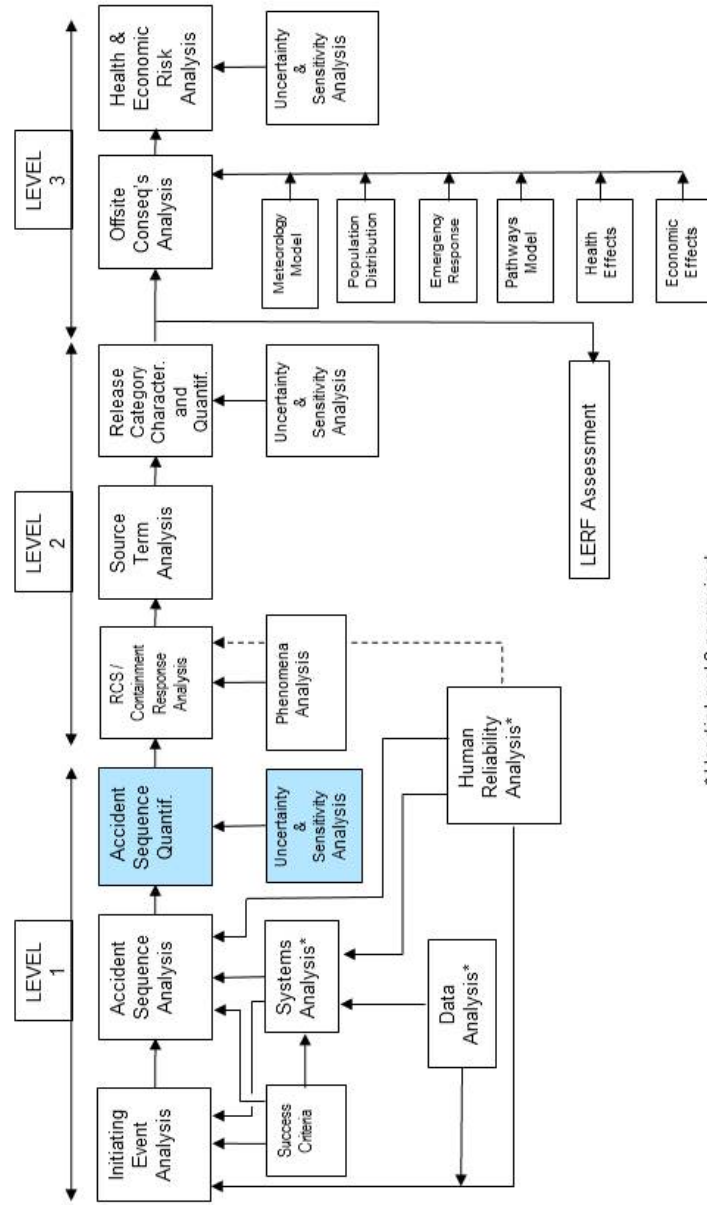 LEVEL
1
LEVEL
2
LEVEL
3
Initiating
Event
Analysis
Accident
Sequence
Analysis
Accident
Sequence
Quantif.
RCS /
Containment
Response
Analysis
Source
Term
Analysis
Release
Category
Character.
and
Quantif.
Offsite
Conseq's
Analysis
Health &
Economic
Risk
Analysis
Success
Criteria
Systems
Analysis*
Uncertainty
&
Sensitivity
Analysis
Phenomena
Analysis
Uncertainty
&
Sensitivity
Analysis
Meteorology
Model
Population
Distribution
Emergency
Response
Pathways
Model
Health
Effects
Economic
Effects
Uncertainty
&
Sensitivity
Analysis
Data
Analysis*
Human
Reliability
Analysis*
LERF Assessment